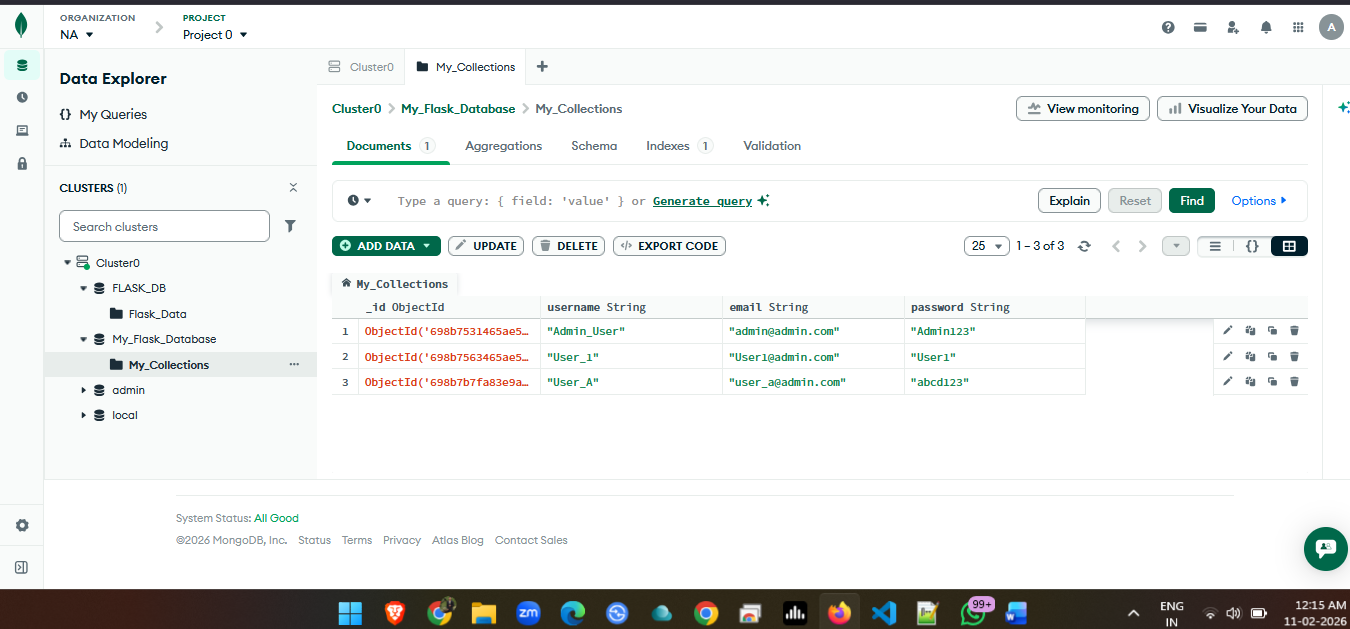 ORGANIZATION
NA
PROJECT
Project 0
A
Data Explorer
{} My Queries
Data Modeling
CLUSTERS (1)
Search clusters
Cluster0
FLASK_DB
Flask_Data
My_Flask_Database
My_Collections
admin
local
Cluster0
My_Collections
Cluster0 > My_Flask_Database > My_Collections
View monitoring
Visualize Your Data
Documents 1
Aggregations
Schema
Indexes 1
Validation
Type a query: { field: 'value' } or Generate query
Explain
Reset
Find
Options
ADD DATA
UPDATE
DELETE
EXPORT CODE
25
1 – 3 of 3
{}
My_Collections
_id ObjectId username String email String password String
1 ObjectId('698b7531465ae5… "Admin_User" "admin@admin.com" "Admin123"
2 ObjectId('698b7563465ae5… "User_1" "User1@admin.com" "User1"
3 ObjectId('698b7b7fa83e9a… "User_A" "user_a@admin.com" "abcd123"
System Status: All Good
©2026 MongoDB, Inc. Status Terms Privacy Atlas Blog Contact Sales
zm
99+
W
ENG
IN
12:15 AM
11-02-2026